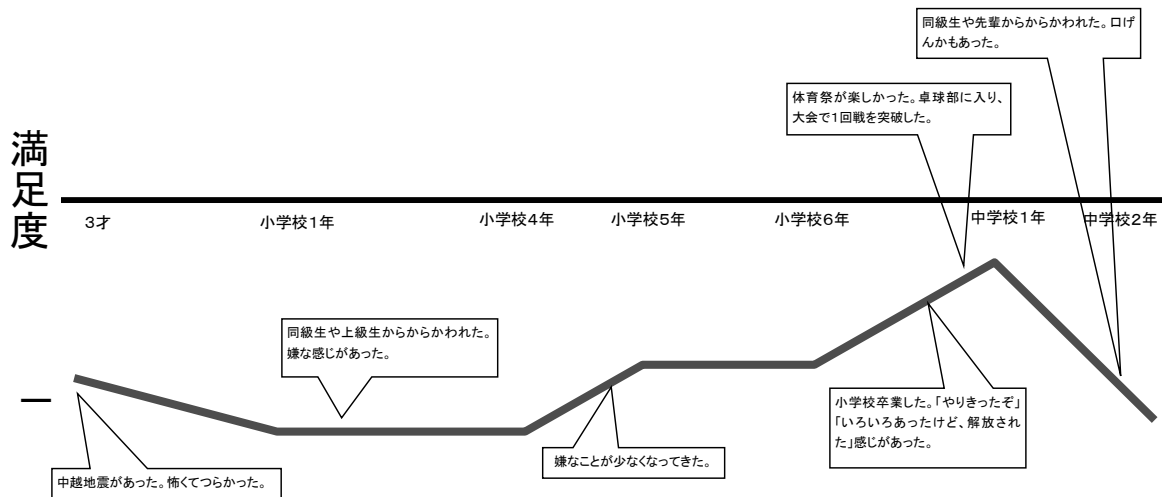 同級生や先輩からからかわれた。口げ
んかもあった。
体育祭が楽しかった。卓球部に入り、
大会で1回戦を突破した。
満足度
3才
小学校1年
小学校4年
小学校5年
小学校6年
中学校1年
中学校2年
同級生や上級生からからかわれた。
嫌な感じがあった。
ー
小学校卒業した。「やりきったぞ」
「いろいろあったけど、解放され
た」感じがあった。
嫌なことが少なくなってきた。
中越地震があった。怖くてつらかった。